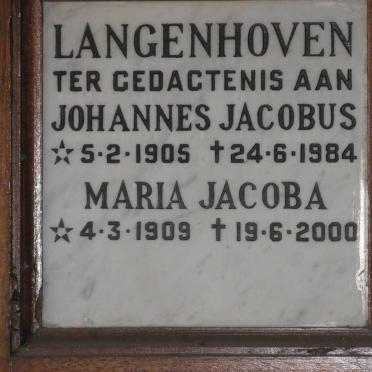 LANGENHOVEN
TER GEDACTENIS AAN
JOHANNES JACOBUS
☆ 5·2·1905 ✝ 24·6·1984
MARIA JACOBA
☆ 4·3·1909 ✝ 19·6·2000